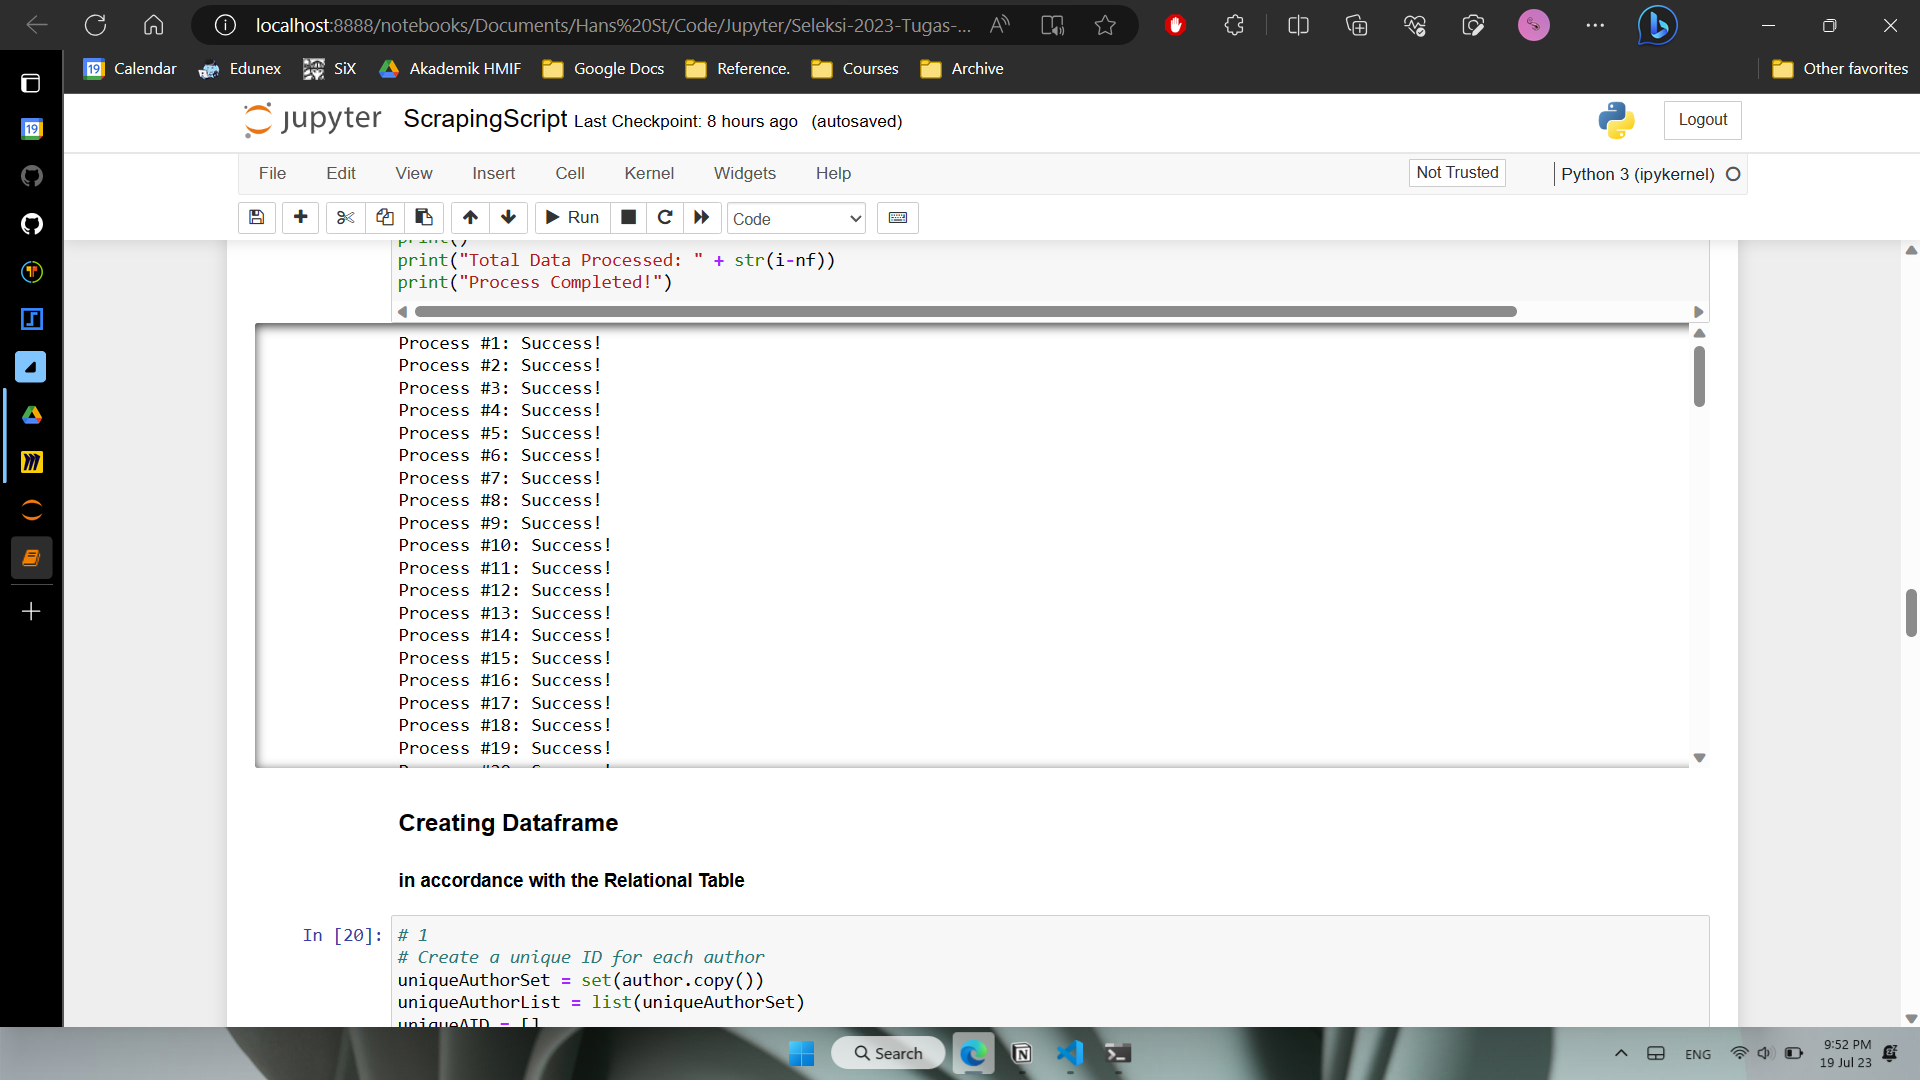 localhost:8888/notebooks/Documents/Hans%20St/Code/Jupyter/Seleksi-2023-Tugas-...
19 Calendar Edunex SiX Akademik HMIF Google Docs Reference. Courses Archive Other favorites
19
jupyter ScrapingScript Last Checkpoint: 8 hours ago (autosaved) Logout
File Edit View Insert Cell Kernel Widgets Help Not Trusted Python 3 (ipykernel)
Run Code
print()
print("Total Data Processed: " + str(i-nf))
print("Process Completed!")
Process #1: Success!
Process #2: Success!
Process #3: Success!
Process #4: Success!
Process #5: Success!
Process #6: Success!
Process #7: Success!
Process #8: Success!
Process #9: Success!
Process #10: Success!
Process #11: Success!
Process #12: Success!
Process #13: Success!
Process #14: Success!
Process #15: Success!
Process #16: Success!
Process #17: Success!
Process #18: Success!
Process #19: Success!
Process #20: Success!
Creating Dataframe
in accordance with the Relational Table
In [20]: # 1
# Create a unique ID for each author
uniqueAuthorSet = set(author.copy())
uniqueAuthorList = list(uniqueAuthorSet)
uniqueAID = []
Search ENG 9:52 PM
19 Jul 23